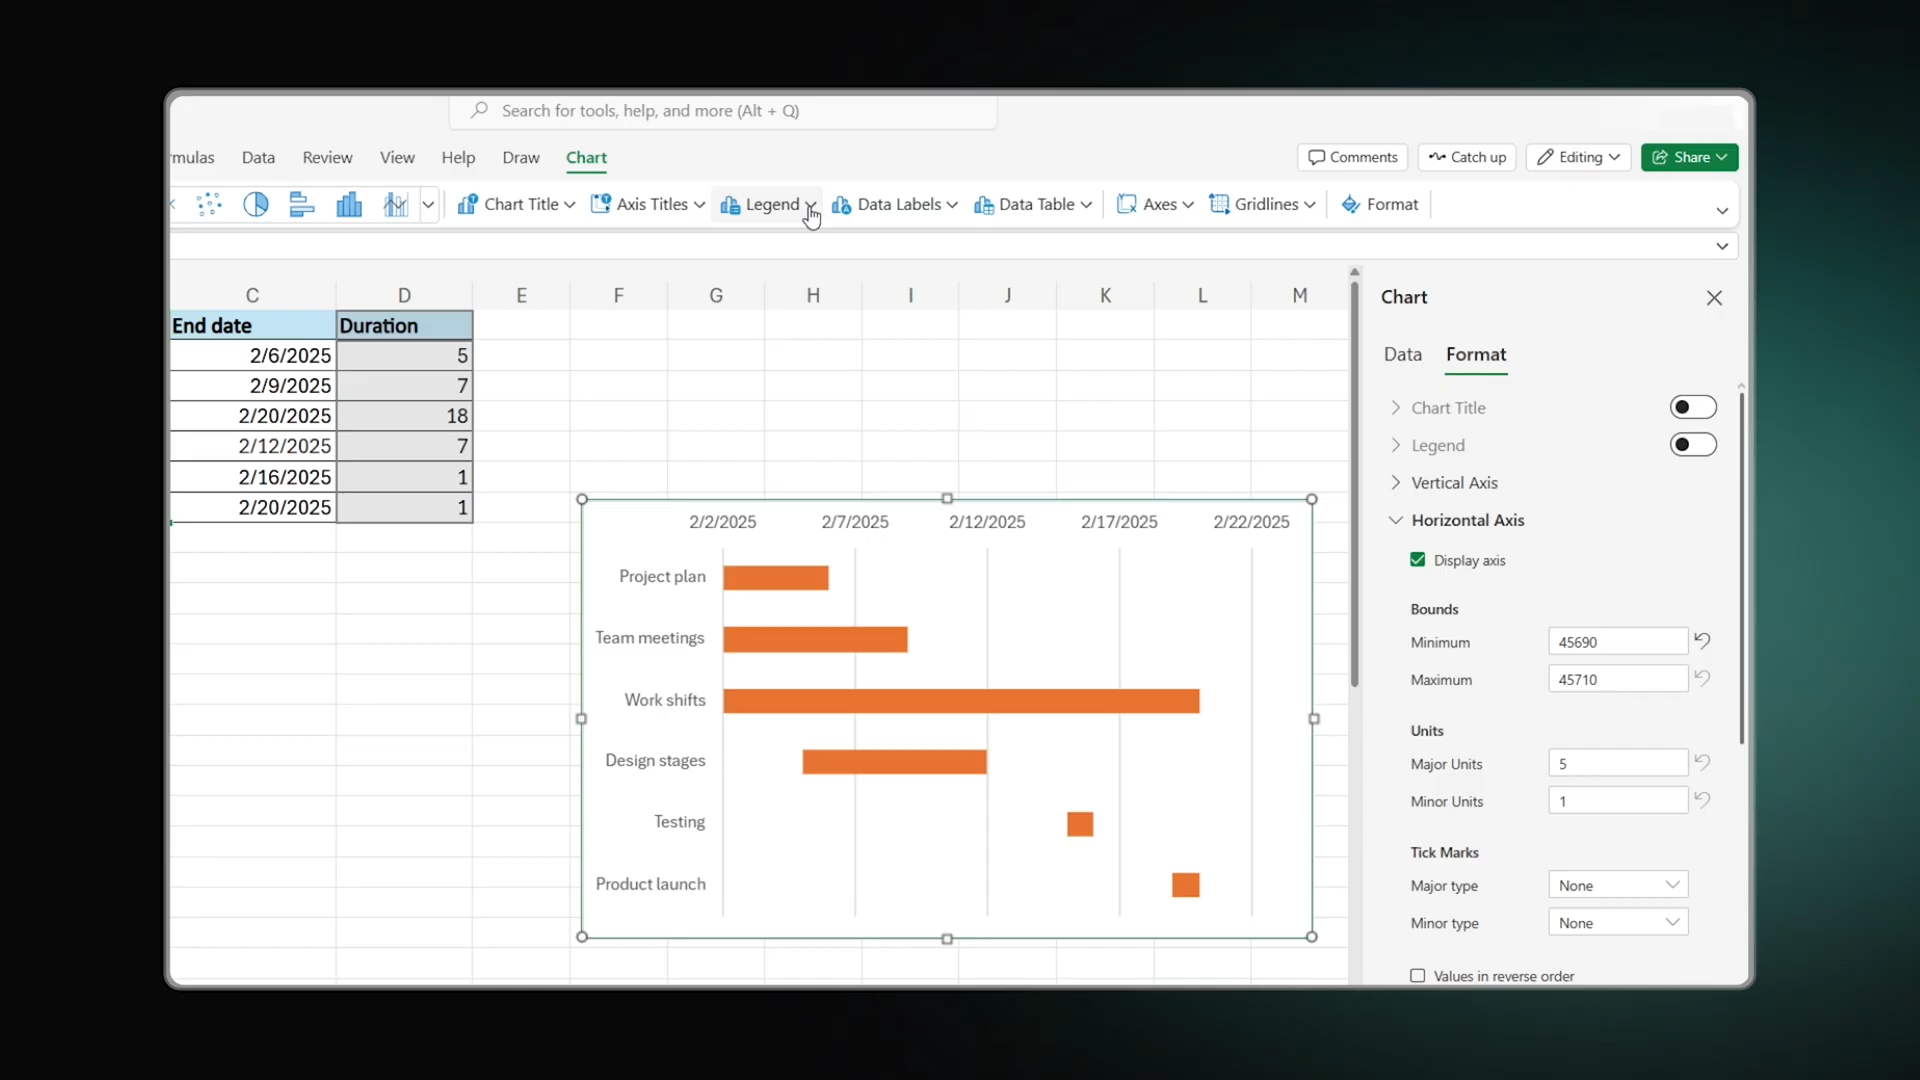 Search for tools, help, and more (Alt + Q)
rmulas Data Review View Help Draw Chart Comments Catch up Editing Share
Chart Title Axis Titles Legend Data Labels Data Table Axes Gridlines Format
C D E F G H I J K L M
End date Duration
2/6/2025 5
2/9/2025 7
2/20/2025 18
2/12/2025 7
2/16/2025 1
2/20/2025 1
2/2/2025 2/7/2025 2/12/2025 2/17/2025 2/22/2025
Project plan
Team meetings
Work shifts
Design stages
Testing
Product launch
Chart
Data Format
Chart Title
Legend
Vertical Axis
Horizontal Axis
Display axis
Bounds
Minimum 45690
Maximum 45710
Units
Major Units 5
Minor Units 1
Tick Marks
Major type None
Minor type None
Values in reverse order